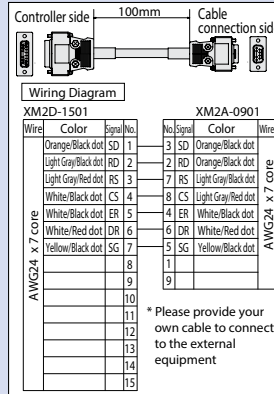 Controller side
100mm
Cable
connection sid
Wiring Diagram
XM2D-1501
XM2A-0901
Wire Color Signal No.
No. Signal Color Wire
Orange/Black dot SD 1
3 SD Orange/Black dot
Light Gray/Black dot RD 2
2 RD Orange/Black dot
Light Gray/Red dot RS 3
7 RS Light Gray/Black dot
White/Black dot CS 4
8 CS Light Gray/Red dot
White/Black dot ER 5
4 ER White/Black dot
White/Red dot DR 6
6 DR White/Red dot
Yellow/Black dot SG 7
5 SG Yellow/Black dot
8
1
9
9
10
11
12
13
14
15
AWG24 x 7 core
AWG24 x 7 core
* Please provide your
own cable to connect
to the external
equipment